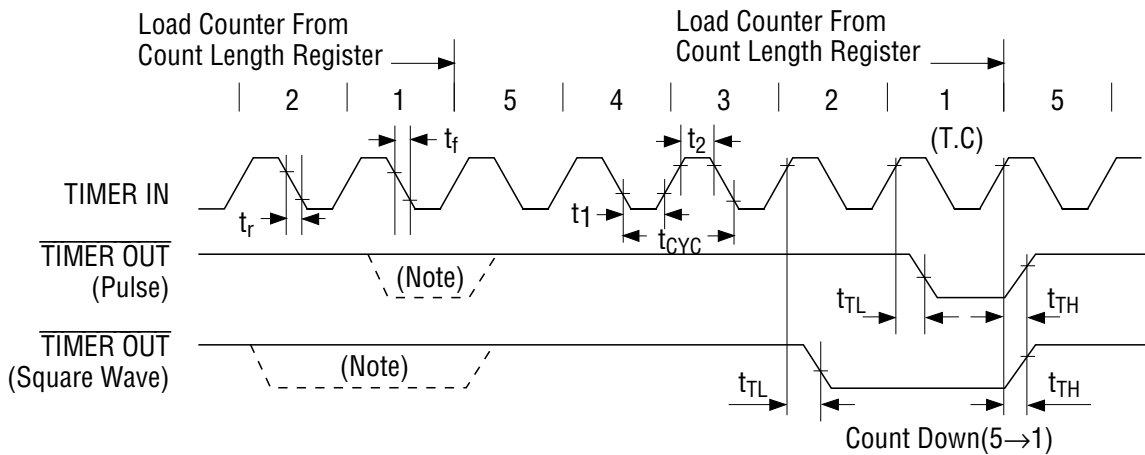 Load Counter From
Count Length Register
Load Counter From
Count Length Register
2 1 5 4 3 2 1 5
(T.C)
tf
t2
TIMER IN
tr
t1
tCYC
TIMER OUT
(Pulse)
(Note)
tTL
tTH
TIMER OUT
(Square Wave)
(Note)
tTL
tTH
Count Down(5→1)